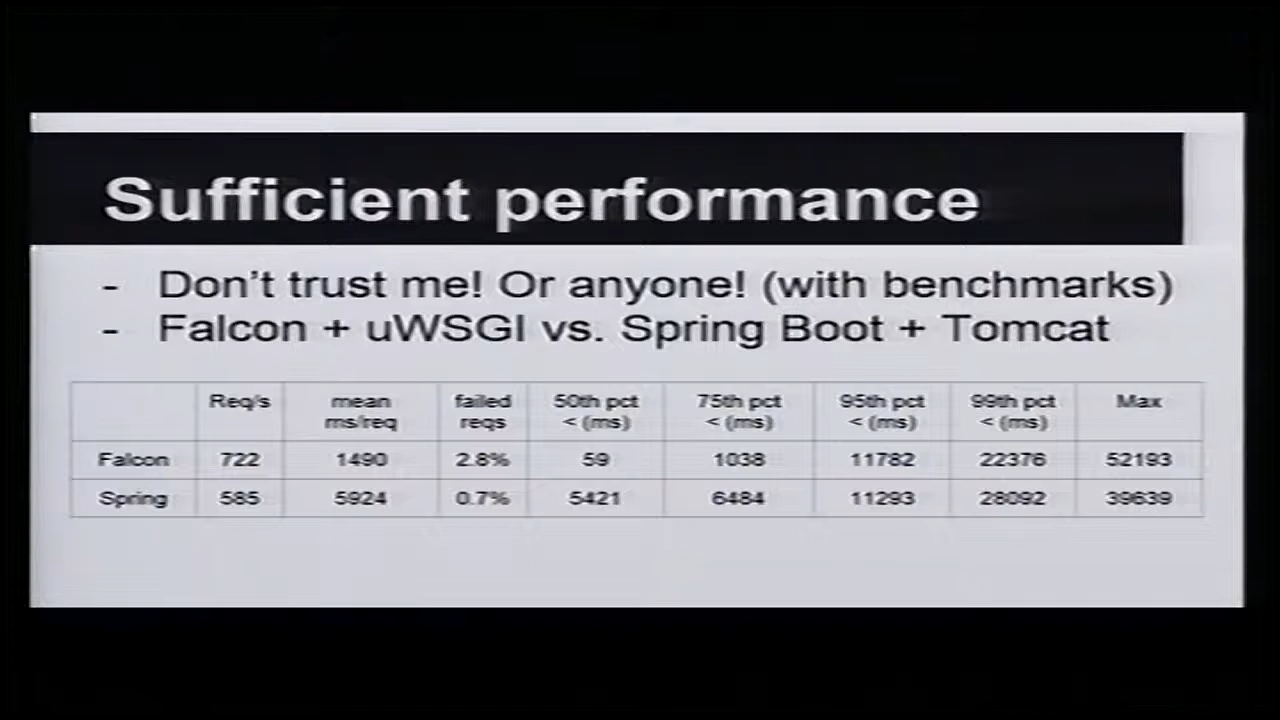 Sufficient performance
- Don't trust me! Or anyone! (with benchmarks)
- Falcon + uWSGI vs. Spring Boot + Tomcat
Req/s mean ms/req failed reqs 50th pct < (ms) 75th pct < (ms) 95th pct < (ms) 99th pct < (ms) Max
Falcon 722 1490 2.8% 59 1038 11782 22376 52193
Spring 585 5924 0.7% 5421 6484 11293 28092 39639